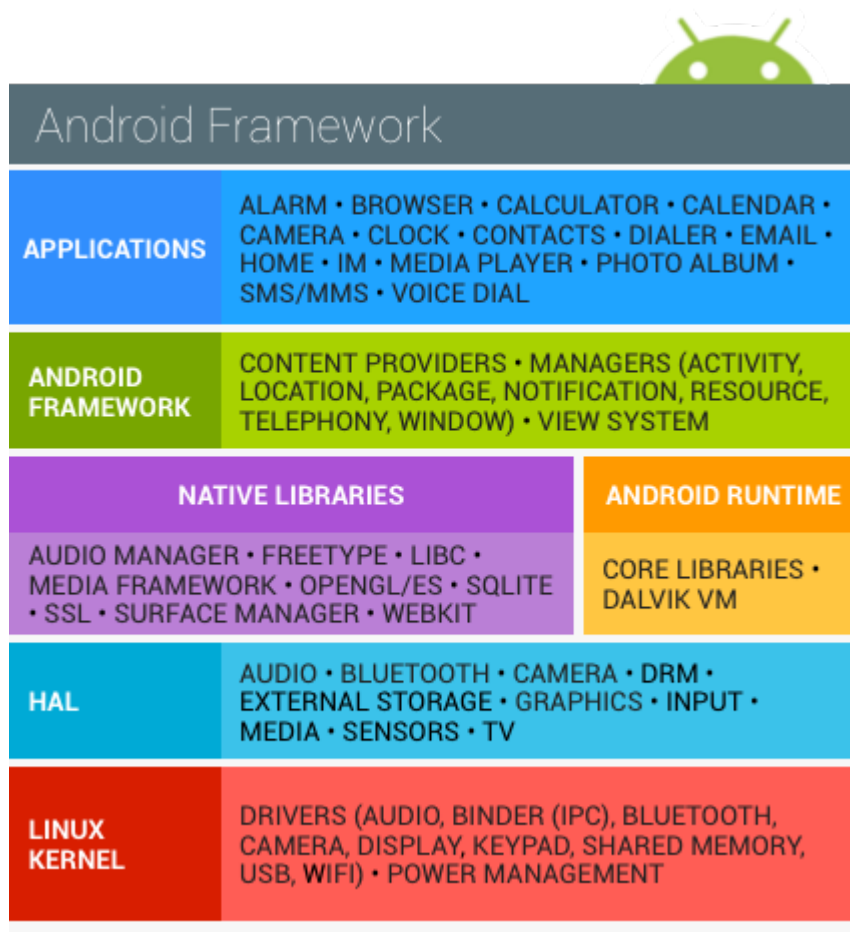 Android Framework
APPLICATIONS
ALARM • BROWSER • CALCULATOR • CALENDAR •
CAMERA • CLOCK • CONTACTS • DIALER • EMAIL •
HOME • IM • MEDIA PLAYER • PHOTO ALBUM •
SMS/MMS • VOICE DIAL
ANDROID
FRAMEWORK
CONTENT PROVIDERS • MANAGERS (ACTIVITY,
LOCATION, PACKAGE, NOTIFICATION, RESOURCE,
TELEPHONY, WINDOW) • VIEW SYSTEM
NATIVE LIBRARIES
AUDIO MANAGER • FREETYPE • LIBC •
MEDIA FRAMEWORK • OPENGL/ES • SQLITE
• SSL • SURFACE MANAGER • WEBKIT
ANDROID RUNTIME
CORE LIBRARIES •
DALVIK VM
HAL
AUDIO • BLUETOOTH • CAMERA • DRM •
EXTERNAL STORAGE • GRAPHICS • INPUT •
MEDIA • SENSORS • TV
LINUX
KERNEL
DRIVERS (AUDIO, BINDER (IPC), BLUETOOTH,
CAMERA, DISPLAY, KEYPAD, SHARED MEMORY,
USB, WIFI) • POWER MANAGEMENT